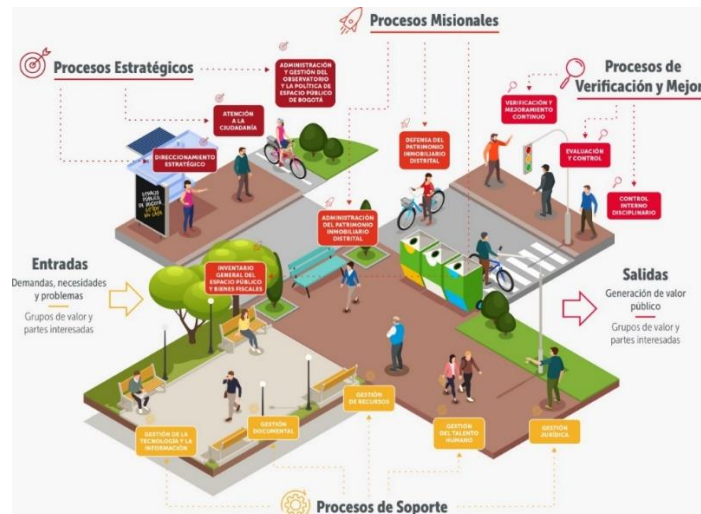 Procesos Misionales
Procesos Estratégicos
ADMINISTRACIÓN
Y GESTIÓN DEL
OBSERVATORIO
Y LA POLÍTICA DE
ESPACIO PÚBLICO
DE BOGOTÁ
ATENCIÓN
A LA
CIUDADANÍA
DIRECCIONAMIENTO
ESTRATÉGICO
Procesos de
Verificación y Mejor
VERIFICACIÓN Y
MEJORAMIENTO
CONTINUO
EVALUACIÓN
Y CONTROL
CONTROL
INTERNO
DISCIPLINARIO
DEFENSA DEL
PATRIMONIO
INMOBILIARIO
DISTRITAL
ADMINISTRACIÓN
DEL PATRIMONIO
INMOBILIARIO
DISTRITAL
INVENTARIO
GENERAL DEL
ESPACIO PÚBLICO
Y BIENES FISCALES
Entradas
Demandas, necesidades
y problemas
Grupos de valor y
partes interesadas
Salidas
Generación de valor
público
Grupos de valor y
partes interesadas
GESTIÓN DE LA
TECNOLOGÍA Y LA
INFORMACIÓN
GESTIÓN
DOCUMENTAL
GESTIÓN
DE RECURSOS
GESTIÓN
DEL TALENTO
HUMANO
GESTIÓN
JURÍDICA
Procesos de Soporte